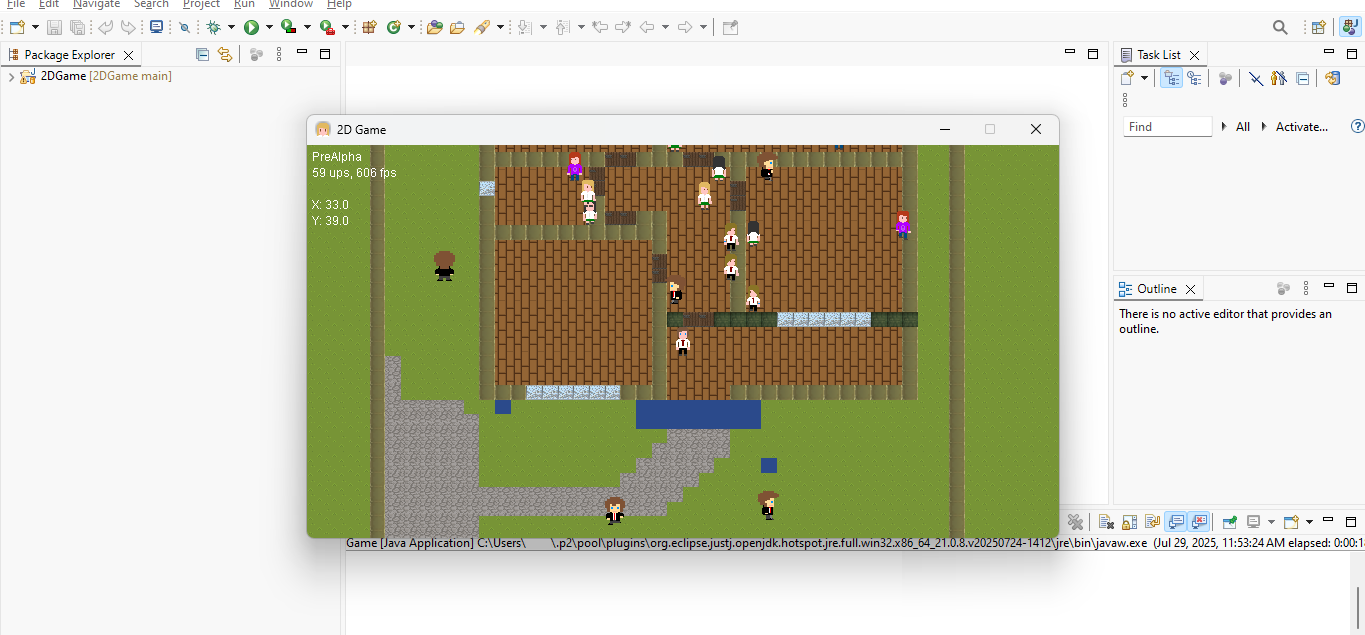 File Edit Navigate Search Project Run Window Help
Package Explorer
2DGame [2DGame main]
2D Game
PreAlpha
59 ups, 606 fps
X: 33.0
Y: 39.0
Task List
Find All Activate...
Outline
There is no active editor that provides an
outline.
Game [Java Application] C:\Users\ \.p2\pool\plugins\org.eclipse.justj.openjdk.hotspot.jre.full.win32.x86_64_21.0.8.v20250724-1412\jre\bin\javaw.exe (Jul 29, 2025, 11:53:24 AM elapsed: 0:00:1